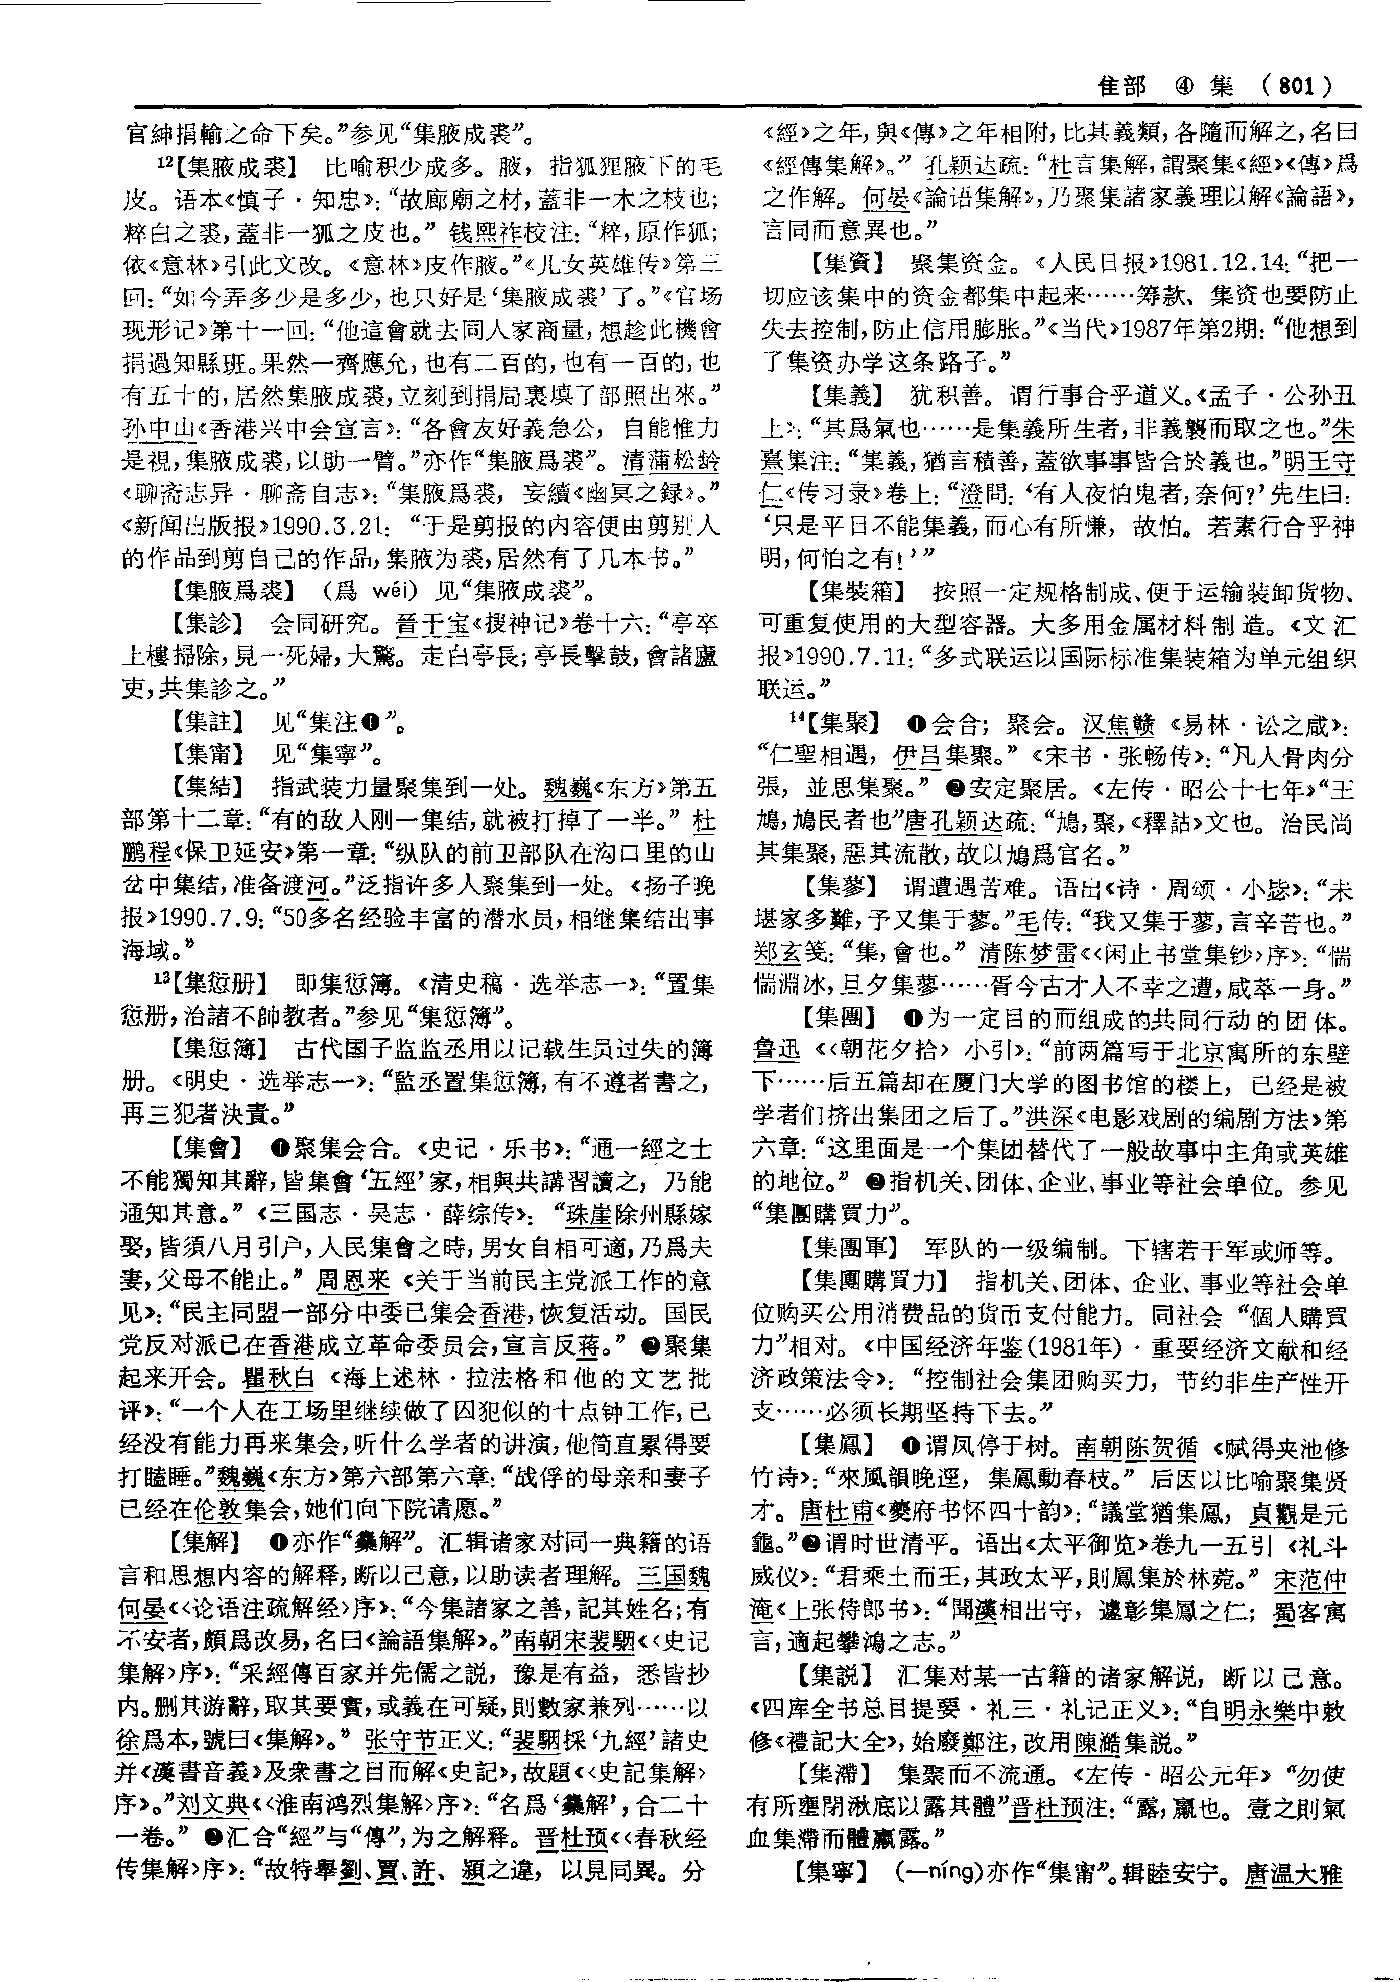 隹部 ④ 集 (801)
官紳捐輸之命下矣。”参见“集腋成裘”。
12【集腋成裘】 比喻积少成多。腋，指狐狸腋下的毛
皮。语本《慎子·知忠》：“故廊廟之材，蓋非一木之枝也；
粹白之裘，蓋非一狐之皮也。” 钱熙祚校注：“粹，原作狐；
依《意林》引此文改。《意林》皮作腋。”《儿女英雄传》第三
回：“如今弄多少是多少，也只好是‘集腋成裘’了。”《官场
现形记》第十一回：“他這會就去同人家商量，想趁此機會
捐過知縣班。果然一齊應允，也有二百的，也有一百的，也
有五十的，居然集腋成裘，立刻到捐局裏填了部照出來。”
孙中山《香港兴中会宣言》：“各會友好義急公，自能惟力
是視，集腋成裘，以助一臂。”亦作“集腋爲裘”。清蒲松龄
《聊斋志异·聊斋自志》：“集腋爲裘，妄續《幽冥之録》。”
《新闻出版报》1990.3.21：“于是剪报的内容便由剪别人
的作品到剪自己的作品，集腋为裘，居然有了几本书。”
【集腋爲裘】 （爲 wéi）见“集腋成裘”。
【集診】 会同研究。晋干宝《搜神记》卷十六：“亭卒
上樓掃除，見一死婦，大驚。走白亭長；亭長擊鼓，會諸廬
吏，共集診之。”
【集註】 见“集注❶”。
【集甯】 见“集寧”。
【集結】 指武装力量聚集到一处。魏巍《东方》第五
部第十二章：“有的敌人刚一集结，就被打掉了一半。” 杜
鹏程《保卫延安》第一章：“纵队的前卫部队在沟口里的山
岔中集结，准备渡河。”泛指许多人聚集到一处。《扬子晚
报》1990.7.9：“50多名经验丰富的潜水员，相继集结出事
海域。”
13【集愆册】 即集愆簿。《清史稿·选举志一》：“置集
愆册，治諸不帥教者。”参见“集愆簿”。
【集愆簿】 古代国子监监丞用以记载生员过失的簿
册。《明史·选举志一》：“監丞置集愆簿，有不遵者書之，
再三犯者決責。”
【集會】 ❶聚集会合。《史记·乐书》：“通一經之士
不能獨知其辭，皆集會‘五經’家，相與共講習讀之，乃能
通知其意。”《三国志·吴志·薛综传》：“珠崖除州縣嫁
娶，皆須八月引户，人民集會之時，男女自相可適，乃爲夫
妻，父母不能止。” 周恩来《关于当前民主党派工作的意
见》：“民主同盟一部分中委已集会香港，恢复活动。国民
党反对派已在香港成立革命委员会，宣言反蒋。” ❷聚集
起来开会。瞿秋白《海上述林·拉法格和他的文艺批
评》：“一个人在工场里继续做了囚犯似的十点钟工作，已
经没有能力再来集会，听什么学者的讲演，他简直累得要
打瞌睡。”魏巍《东方》第六部第六章：“战俘的母亲和妻子
已经在伦敦集会，她们向下院请愿。”
【集解】 ❶亦作“雧解”。汇辑诸家对同一典籍的语
言和思想内容的解释，断以己意，以助读者理解。三国魏
何晏《〈论语注疏解经〉序》：“今集諸家之善，記其姓名；有
不安者，頗爲改易，名曰《論語集解》。”南朝宋裴駰《〈史记
集解〉序》：“采經傳百家并先儒之説，豫是有益，悉皆抄
内。删其游辭，取其要實，或義在可疑，則數家兼列……以
徐爲本，號曰《集解》。” 张守节正义：“裴駰採‘九經’諸史
并《漢書音義》及衆書之目而解《史記》，故題《〈史記集解〉
序》。”刘文典《〈淮南鸿烈集解〉序》：“名爲‘雧解’，合二十
一卷。” ❷汇合“經”与“傳”，为之解释。晋杜预《〈春秋经
传集解〉序》：“故特舉劉、賈、許、潁之違，以見同異。分
《經》之年，與《傳》之年相附，比其義類，各隨而解之，名曰
《經傳集解》。” 孔颖达疏：“杜言集解，謂聚集《經》《傳》爲
之作解。何晏《論语集解》，乃聚集諸家義理以解《論語》，
言同而意異也。”
【集資】 聚集资金。《人民日报》1981.12.14：“把一
切应该集中的资金都集中起来……筹款、集资也要防止
失去控制，防止信用膨胀。”《当代》1987年第2期：“他想到
了集资办学这条路子。”
【集義】 犹积善。谓行事合乎道义。《孟子·公孙丑
上》：“其爲氣也……是集義所生者，非義襲而取之也。”朱
熹集注：“集義，猶言積善，蓋欲事事皆合於義也。”明王守
仁《传习录》卷上：“澄問：‘有人夜怕鬼者，奈何？’先生曰：
‘只是平日不能集義，而心有所慊，故怕。若素行合乎神
明，何怕之有！’”
【集裝箱】 按照一定规格制成、便于运输装卸货物、
可重复使用的大型容器。大多用金属材料制造。《文汇
报》1990.7.11：“多式联运以国际标准集装箱为单元组织
联运。”
14【集聚】 ❶会合；聚会。汉焦赣《易林·讼之咸》：
“仁聖相遇，伊吕集聚。”《宋书·张畅传》：“凡人骨肉分
張，並思集聚。” ❷安定聚居。《左传·昭公十七年》“五
鳩，鳩民者也”唐孔颖达疏：“鳩，聚，《釋詁》文也。治民尚
其集聚，惡其流散，故以鳩爲官名。”
【集蓼】 谓遭遇苦难。语出《诗·周颂·小毖》：“未
堪家多難，予又集于蓼。”毛传：“我又集于蓼，言辛苦也。”
郑玄笺：“集，會也。” 清陈梦雷《〈闲止书堂集钞〉序》：“惴
惴淵冰，旦夕集蓼……胥今古才人不幸之遭，咸萃一身。”
【集團】 ❶为一定目的而组成的共同行动的团体。
鲁迅《〈朝花夕拾〉小引》：“前两篇写于北京寓所的东壁
下……后五篇却在厦门大学的图书馆的楼上，已经是被
学者们挤出集团之后了。”洪深《电影戏剧的编剧方法》第
六章：“这里面是一个集团替代了一般故事中主角或英雄
的地位。” ❷指机关、团体、企业、事业等社会单位。参见
“集團購買力”。
【集團軍】 军队的一级编制。下辖若干军或师等。
【集團購買力】 指机关、团体、企业、事业等社会单
位购买公用消费品的货币支付能力。同社会“個人購買
力”相对。《中国经济年鉴（1981年）·重要经济文献和经
济政策法令》：“控制社会集团购买力，节约非生产性开
支……必须长期坚持下去。”
【集鳳】 ❶谓凤停于树。南朝陈贺循《赋得夹池修
竹诗》：“來風韻晚逕，集鳳動春枝。” 后因以比喻聚集贤
才。唐杜甫《夔府书怀四十韵》：“議堂猶集鳳，貞觀是元
龜。”❷谓时世清平。语出《太平御览》卷九一五引《礼斗
威仪》：“君乘土而王，其政太平，則鳳集於林菀。” 宋范仲
淹《上张侍郎书》：“聞漢相出守，遽彰集鳳之仁；蜀客寓
言，適起攀鴻之志。”
【集説】 汇集对某一古籍的诸家解说，断以己意。
《四库全书总目提要·礼三·礼记正义》：“自明永樂中敕
修《禮記大全》，始廢鄭注，改用陳澔集説。”
【集滯】 集聚而不流通。《左传·昭公元年》“勿使
有所壅閉湫底以露其體”晋杜预注：“露，羸也。壹之則氣
血集滯而體羸露。”
【集寧】 （—níng）亦作“集甯”。辑睦安宁。唐温大雅